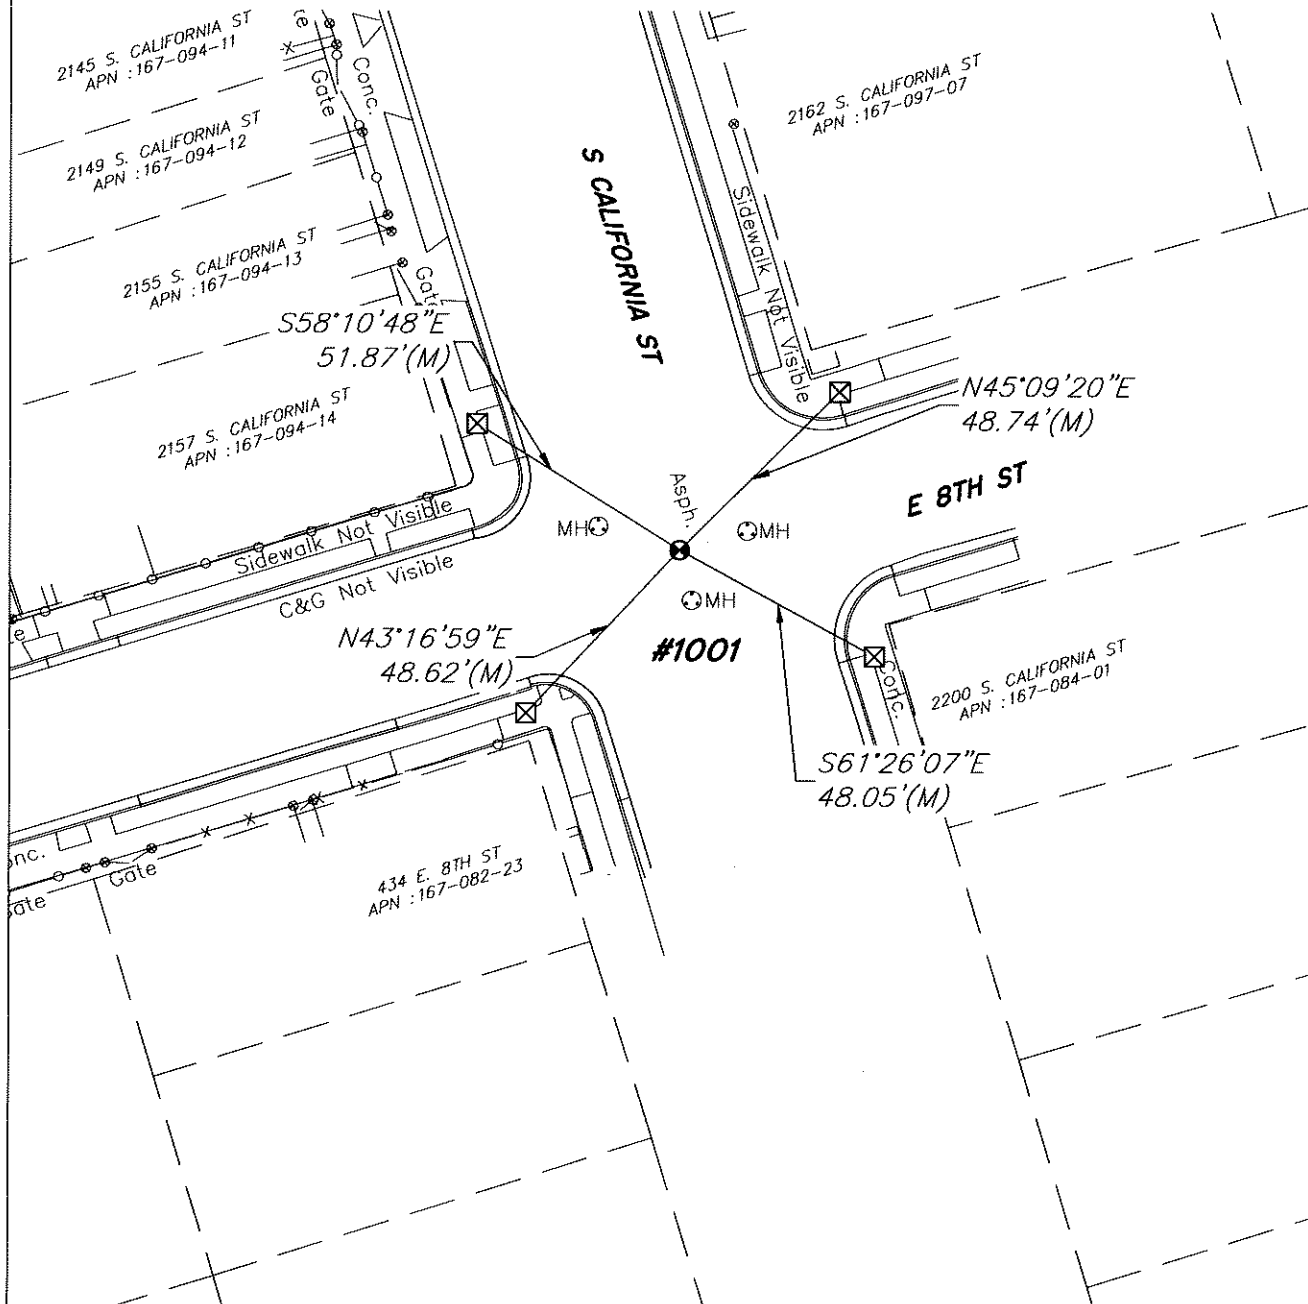 2145 S. CALIFORNIA ST
APN :167-094-11
Gate
Conc.
2149 S. CALIFORNIA ST
APN :167-094-12
2155 S. CALIFORNIA ST
APN :167-094-13
Gate
S58°10'48"E
51.87'(M)
2157 S. CALIFORNIA ST
APN :167-094-14
S CALIFORNIA ST
2162 S. CALIFORNIA ST
APN :167-097-07
Sidewalk Not Visible
N45°09'20"E
48.74'(M)
E 8TH ST
Asph.
MH
MH
MH
#1001
Sidewalk Not Visible
C&G Not Visible
N43°16'59"E
48.62'(M)
2200 S. CALIFORNIA ST
APN :167-084-01
Conc.
S61°26'07"E
48.05'(M)
434 E. 8TH ST
APN :167-082-23
Gate